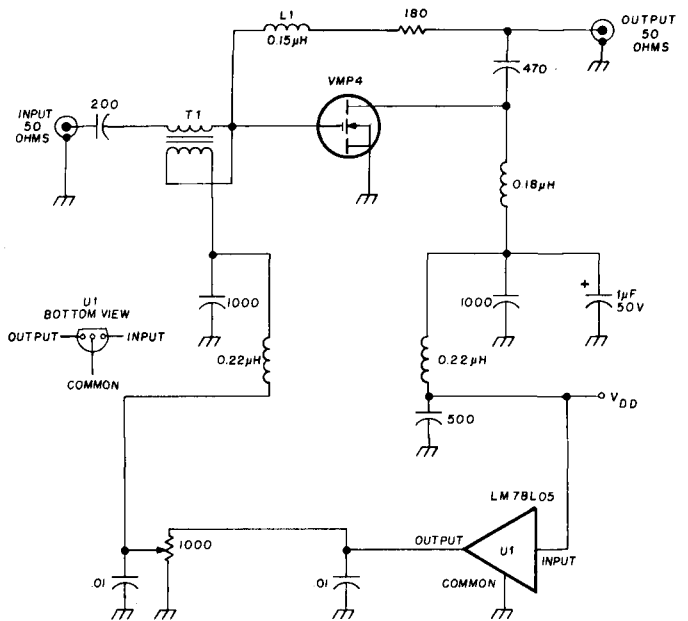 L1
0.15µH
180
OUTPUT
50
OHMS
470
VMP4
200
T1
INPUT
50
OHMS
0.18µH
1000
1000
+
1µF
50V
U1
BOTTOM VIEW
OUTPUT
INPUT
COMMON
0.22µH
0.22µH
VDD
500
LM78L05
OUTPUT
U1
INPUT
COMMON
1000
.01
.01